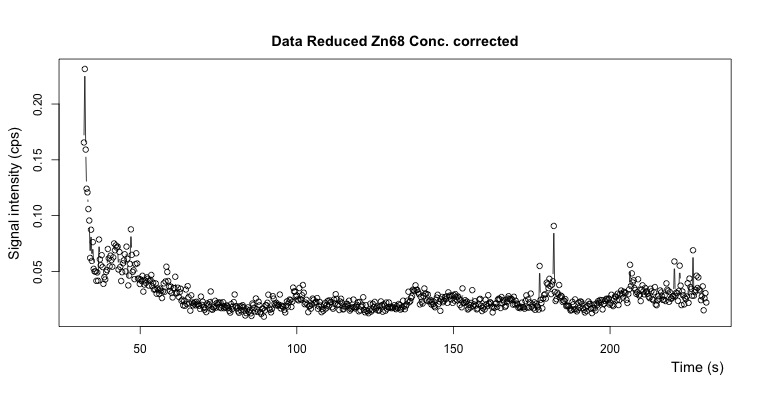 Data Reduced Zn68 Conc. corrected
Signal intensity (cps)
0.20
0.15
0.10
0.05
50
100
150
200
Time (s)